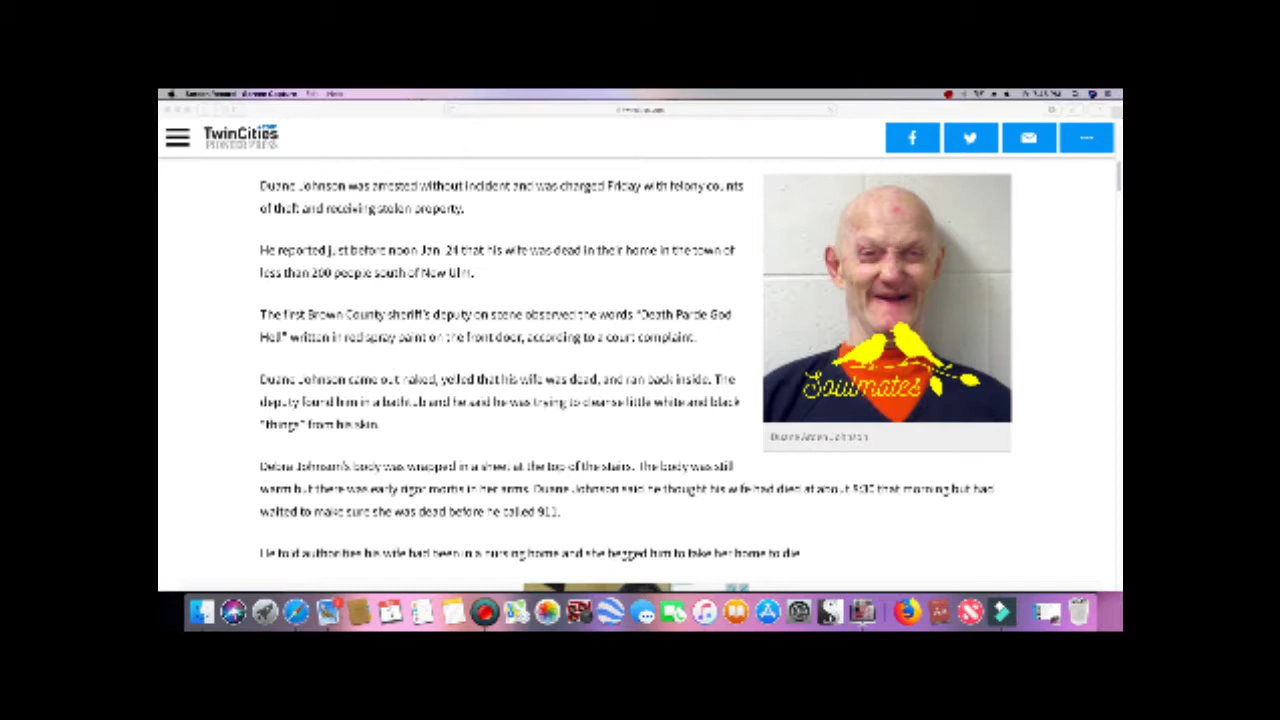 TwinCities
PIONEER PRESS
Duane Johnson was arrested without incident and was charged Friday with felony counts
of theft and receiving stolen property.
He reported just before noon Jan. 24 that his wife was dead in their home in the town of
less than 200 people south of New Ulm.
The first Brown County sheriff's deputy on scene observed the words “Death Parde God
Hell” written in red spray paint on the front door, according to a court complaint.
Duane Johnson came out naked, yelled that his wife was dead, and ran back inside. The
deputy found him in a bathtub and he said he was trying to cleanse little white and black
“things” from his skin.
Soulmates
Duane Arden Johnson
Debra Johnson's body was wrapped in a sheet at the top of the stairs. The body was still
warm but there was early rigor mortis in her arms. Duane Johnson said he thought his wife had died at about that morning but had
waited to make sure she was dead before he called 911.
He told authorities his wife had been in a nursing home and she begged him to take her home to die